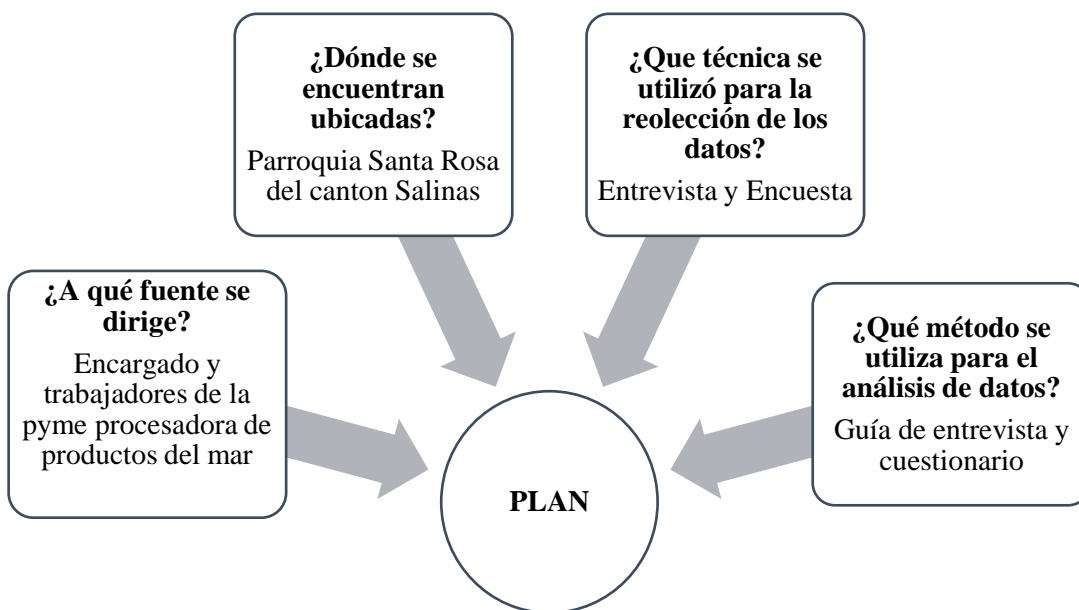 ¿Dónde se
encuentran
ubicadas?
Parroquia Santa Rosa
del canton Salinas
¿Que técnica se
utilizó para la
reolección de los
datos?
Entrevista y Encuesta
¿A qué fuente se
dirige?
Encargado y
trabajadores de la
pyme procesadora de
productos del mar
¿Qué método se
utiliza para el
análisis de datos?
Guía de entrevista y
cuestionario
PLAN